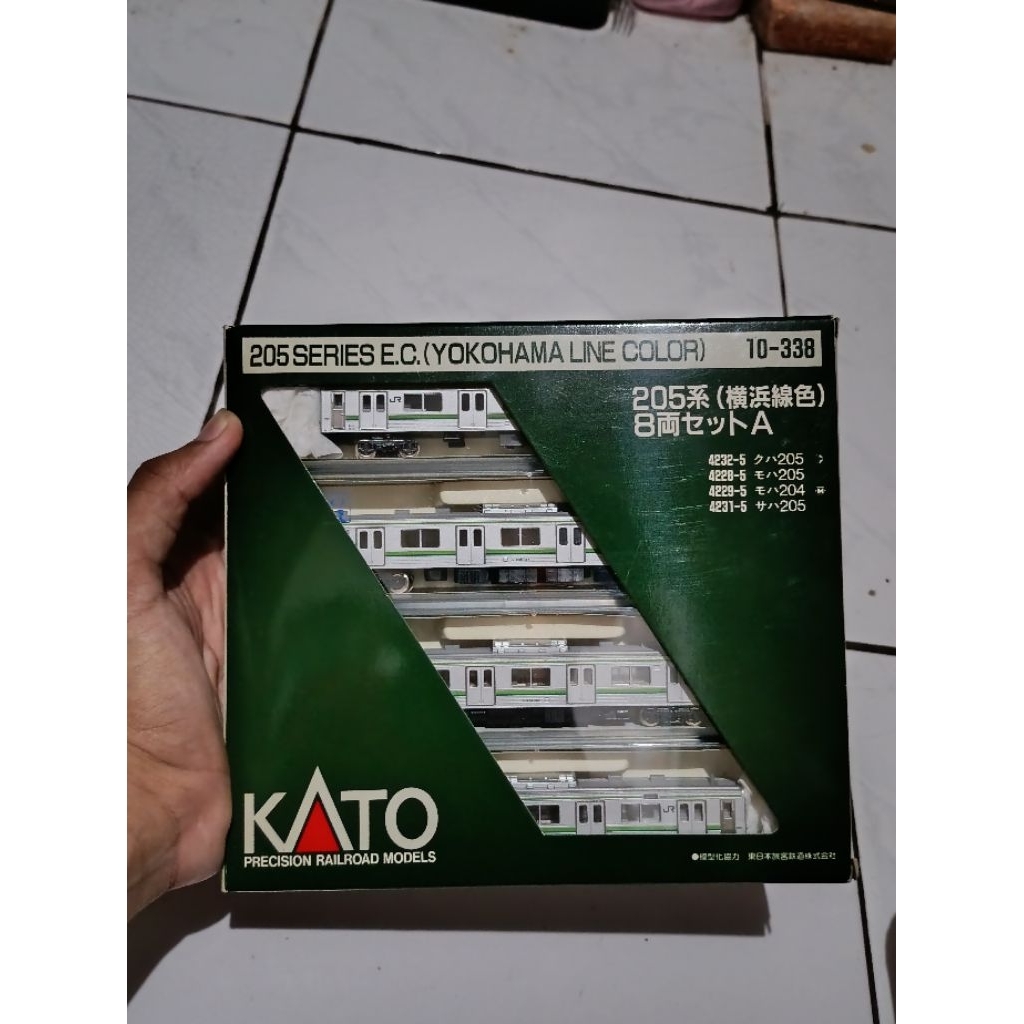 205 SERIES E.C.(YOKOHAMA LINE COLOR) 10-338
205系(横浜線色)
8両セットA
4232-5 クハ205
4228-5 モハ205
4229-5 モハ204
4231-5 サハ205
JR
JR
KATO
PRECISION RAILROAD MODELS
●模型化協力 東日本旅客鉄道株式会社